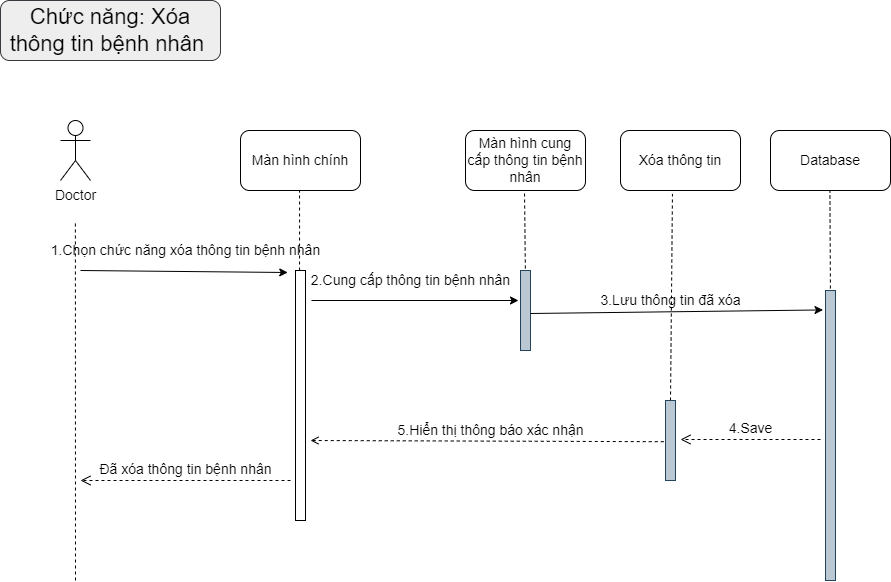 Chức năng: Xóa
thông tin bệnh nhân
Doctor
Màn hình chính
Màn hình cung
cấp thông tin bệnh
nhân
Xóa thông tin
Database
1.Chọn chức năng xóa thông tin bệnh nhân
2.Cung cấp thông tin bệnh nhân
3.Lưu thông tin đã xóa
4.Save
5.Hiển thị thông báo xác nhận
Đã xóa thông tin bệnh nhân